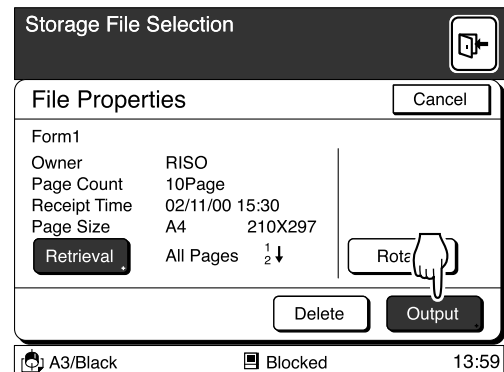 Storage File Selection
File Properties
Cancel
Form1
Owner RISO
Page Count 10Page
Receipt Time 02/11/00 15:30
Page Size A4 210X297
Retrieval All Pages 1 2
Delete Output
A3/Black Blocked 13:59